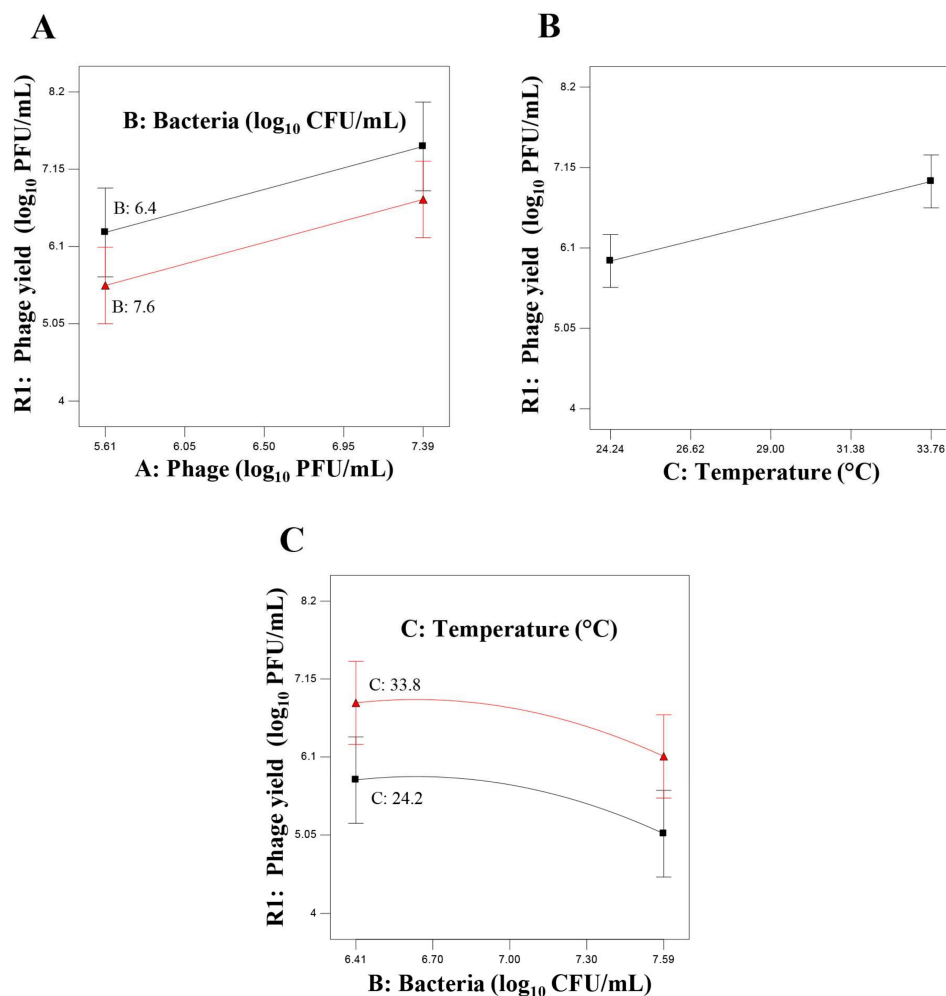 A
R1: Phage yield (log10 PFU/mL)
8.2
7.15
6.1
5.05
4
B: Bacteria (log10 CFU/mL)
B: 6.4
B: 7.6
5.61
6.05
6.50
6.95
7.39
A: Phage (log10 PFU/mL)
B
R1: Phage yield (log10 PFU/mL)
8.2
7.15
6.1
5.05
4
24.24
26.62
29.00
31.38
33.76
C: Temperature (°C)
C
R1: Phage yield (log10 PFU/mL)
8.2
7.15
6.1
5.05
4
C: Temperature (°C)
C: 33.8
C: 24.2
6.41
6.70
7.00
7.30
7.59
B: Bacteria (log10 CFU/mL)